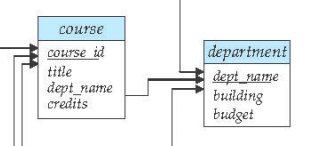 course
course_id
title
dept_name
credits
department
dept_name
building
budget